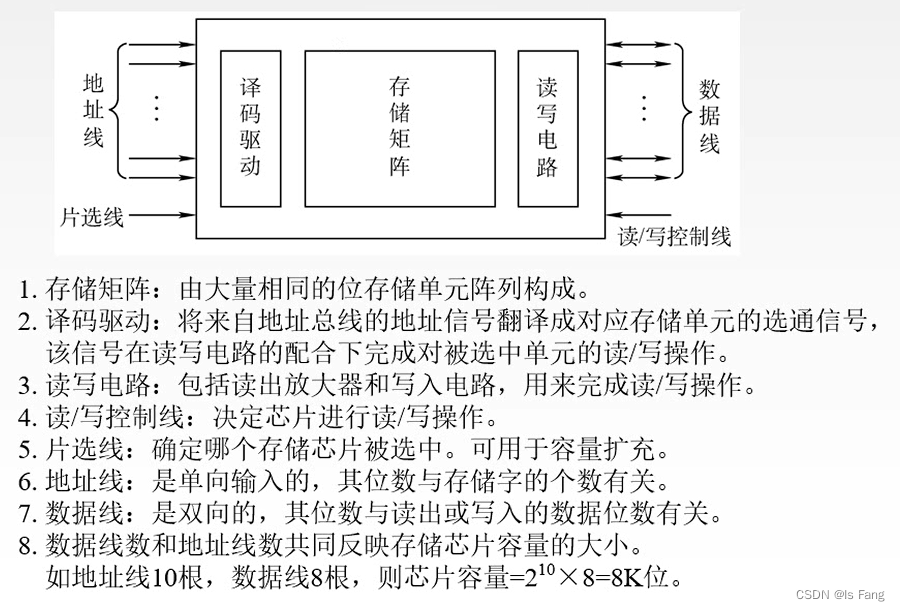 地址线
片选线
译码驱动
存储矩阵
读写电路
数据线
读/写控制线
1. 存储矩阵：由大量相同的位存储单元阵列构成。
2. 译码驱动：将来自地址总线的地址信号翻译成对应存储单元的选通信号，
该信号在读写电路的配合下完成对被选中单元的读/写操作。
3. 读写电路：包括读出放大器和写入电路，用来完成读/写操作。
4. 读/写控制线：决定芯片进行读/写操作。
5. 片选线：确定哪个存储芯片被选中。可用于容量扩充。
6. 地址线：是单向输入的，其位数与存储字的个数有关。
7. 数据线：是双向的，其位数与读出或写入的数据位数有关。
8. 数据线数和地址线数共同反映存储芯片容量的大小。
如地址线10根，数据线8根，则芯片容量=2¹⁰×8=8K位。
CSDN @ls Fang